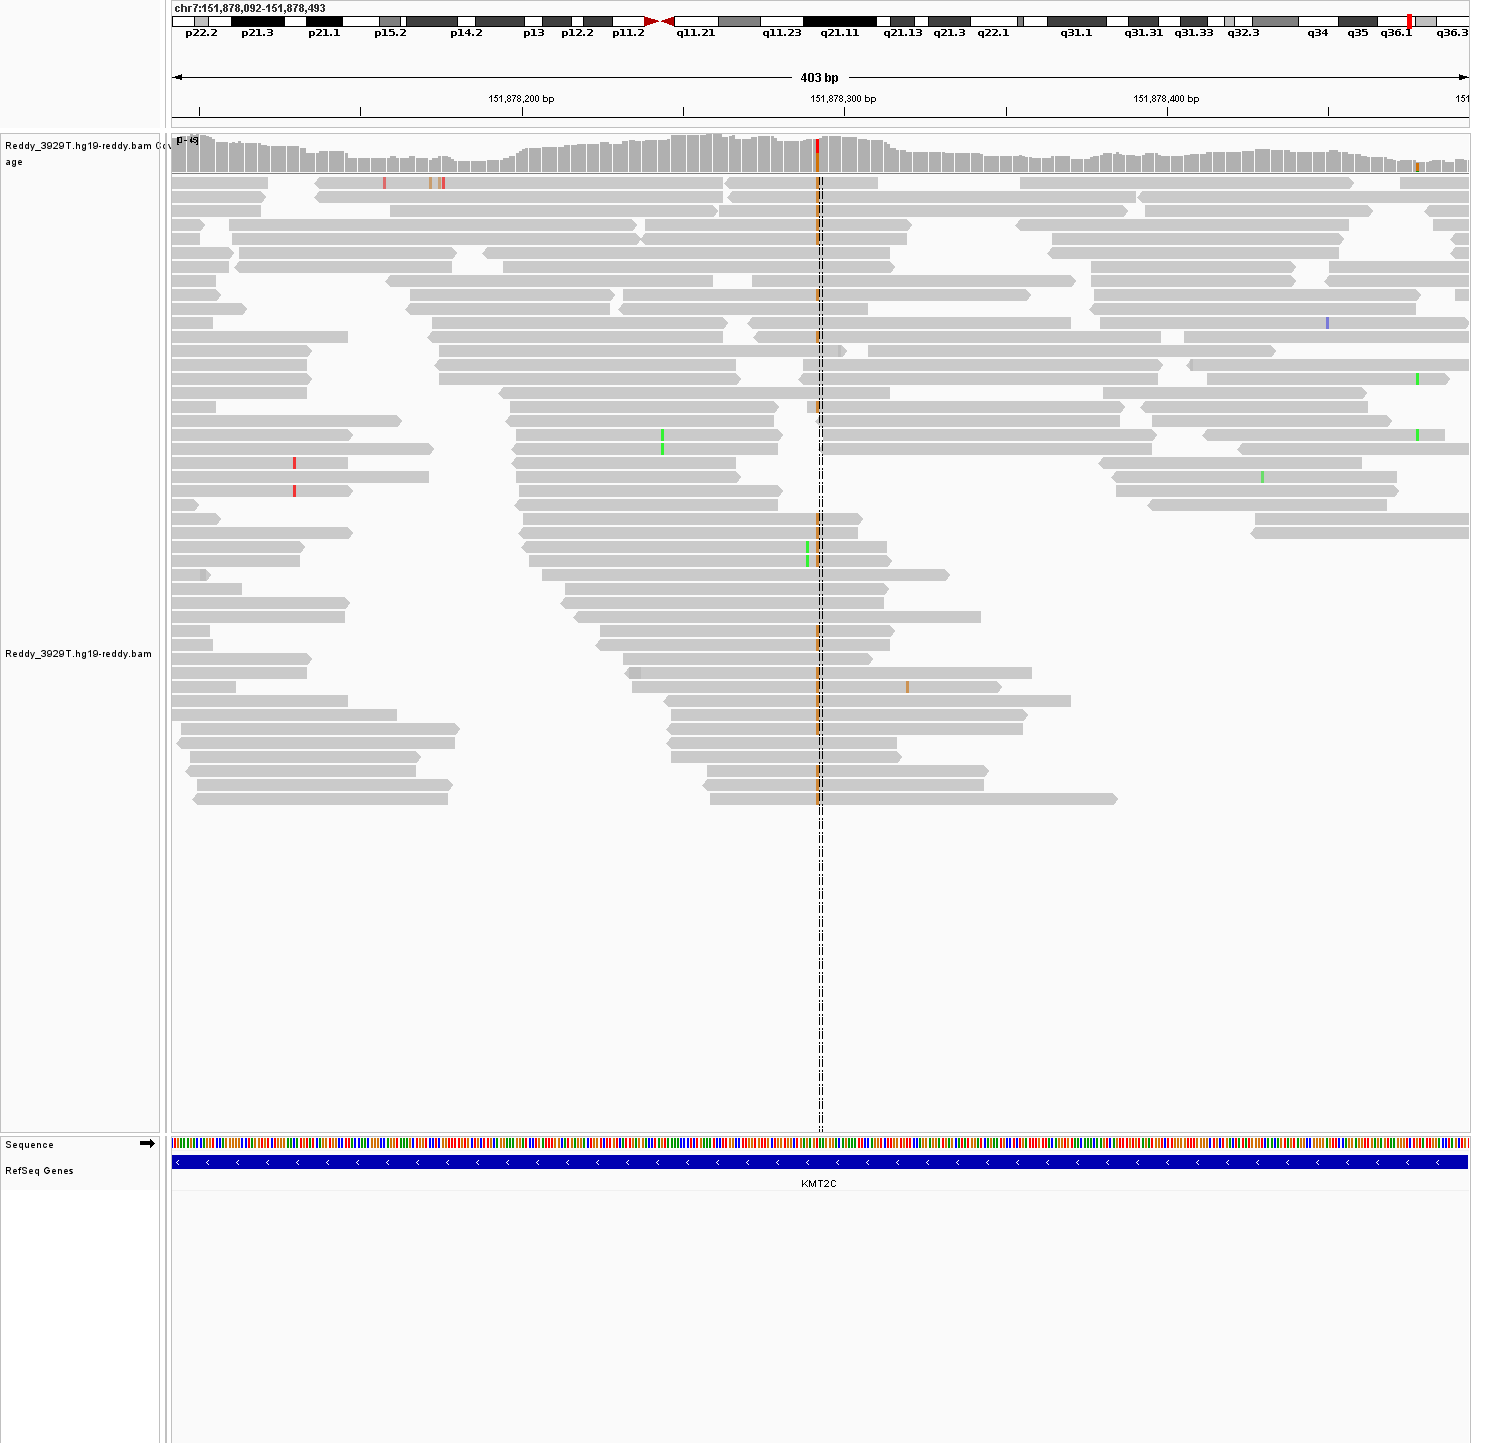 chr7:151,878,092-151,878,493
p22.2 p21.3 p21.1 p15.2 p14.2 p13 p12.2 p11.2 q11.21 q11.23 q21.11 q21.13 q21.3 q22.1 q31.1 q31.31 q31.33 q32.3 q34 q35 q36.1 q36.3
403 bp
151,878,200 bp 151,878,300 bp 151,878,400 bp 151
Reddy_3929T.hg19-reddy.bam Cov
age
Reddy_3929T.hg19-reddy.bam
Sequence
RefSeq Genes
KMT2C